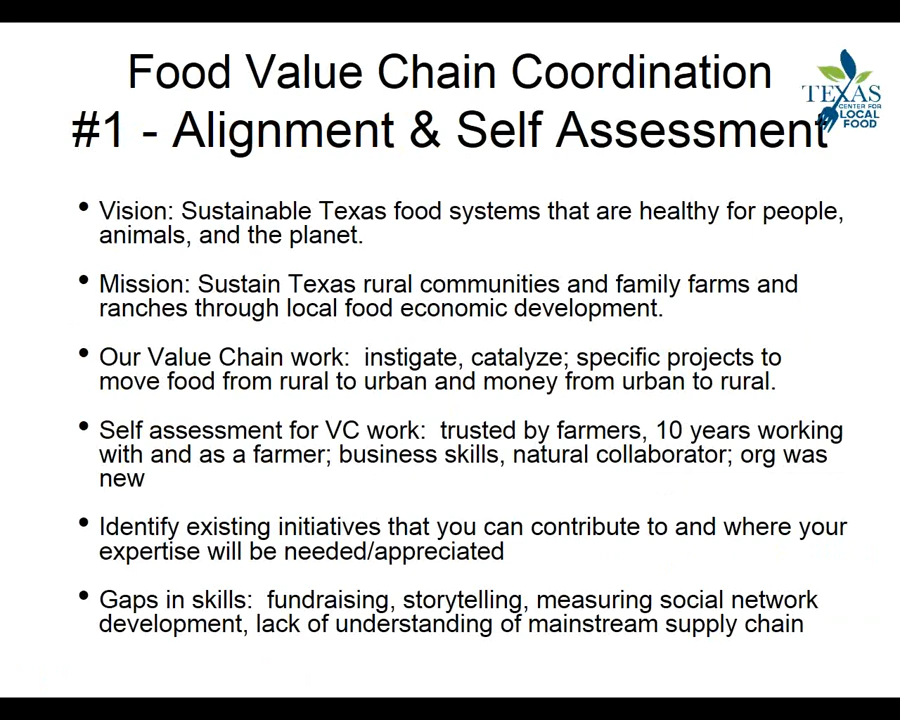 Food Value Chain Coordination
#1 - Alignment & Self Assessment
TEXAS
CENTER FOR
LOCAL
FOOD
• Vision: Sustainable Texas food systems that are healthy for people,
animals, and the planet.
• Mission: Sustain Texas rural communities and family farms and
ranches through local food economic development.
• Our Value Chain work:  instigate, catalyze; specific projects to
move food from rural to urban and money from urban to rural.
• Self assessment for VC work:  trusted by farmers, 10 years working
with and as a farmer; business skills, natural collaborator; org was
new
• Identify existing initiatives that you can contribute to and where your
expertise will be needed/appreciated
• Gaps in skills:  fundraising, storytelling, measuring social network
development, lack of understanding of mainstream supply chain